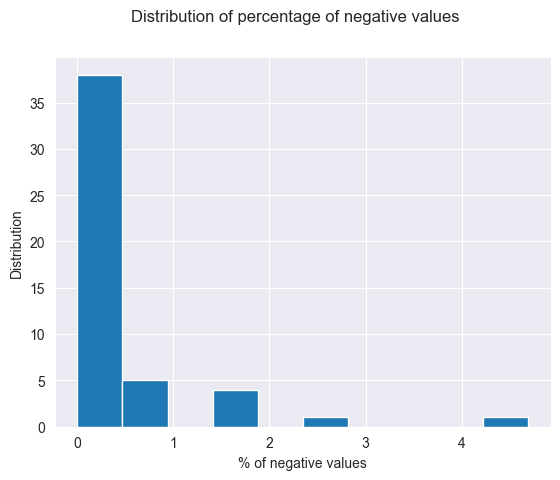 Distribution of percentage of negative values
Distribution
35
30
25
20
15
10
5
0
0 1 2 3 4
% of negative values